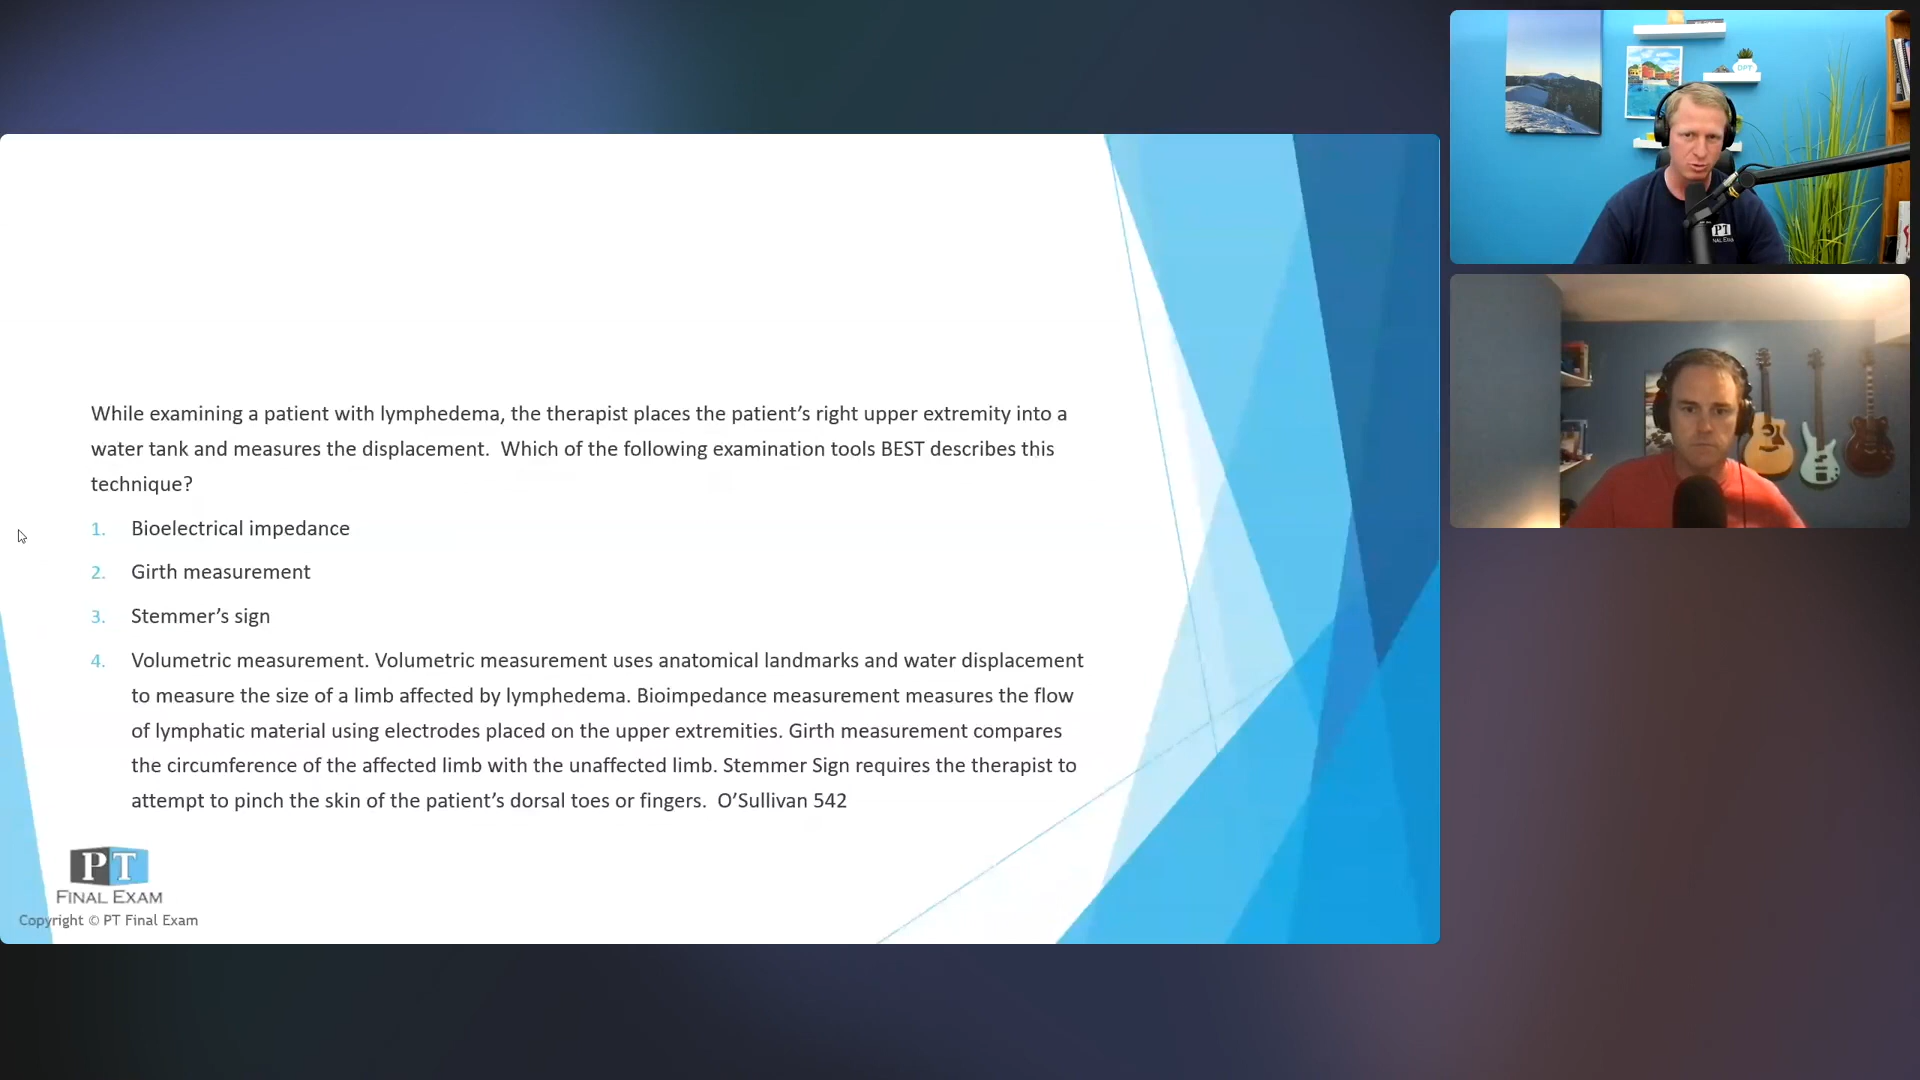 While examining a patient with lymphedema, the therapist places the patient’s right upper extremity into a
water tank and measures the displacement.  Which of the following examination tools BEST describes this
technique?
1. Bioelectrical impedance
2. Girth measurement
3. Stemmer’s sign
4. Volumetric measurement. Volumetric measurement uses anatomical landmarks and water displacement
to measure the size of a limb affected by lymphedema. Bioimpedance measurement measures the flow
of lymphatic material using electrodes placed on the upper extremities. Girth measurement compares
the circumference of the affected limb with the unaffected limb. Stemmer Sign requires the therapist to
attempt to pinch the skin of the patient’s dorsal toes or fingers.  O’Sullivan 542
PT
FINAL EXAM
Copyright © PT Final Exam
DPT
PT